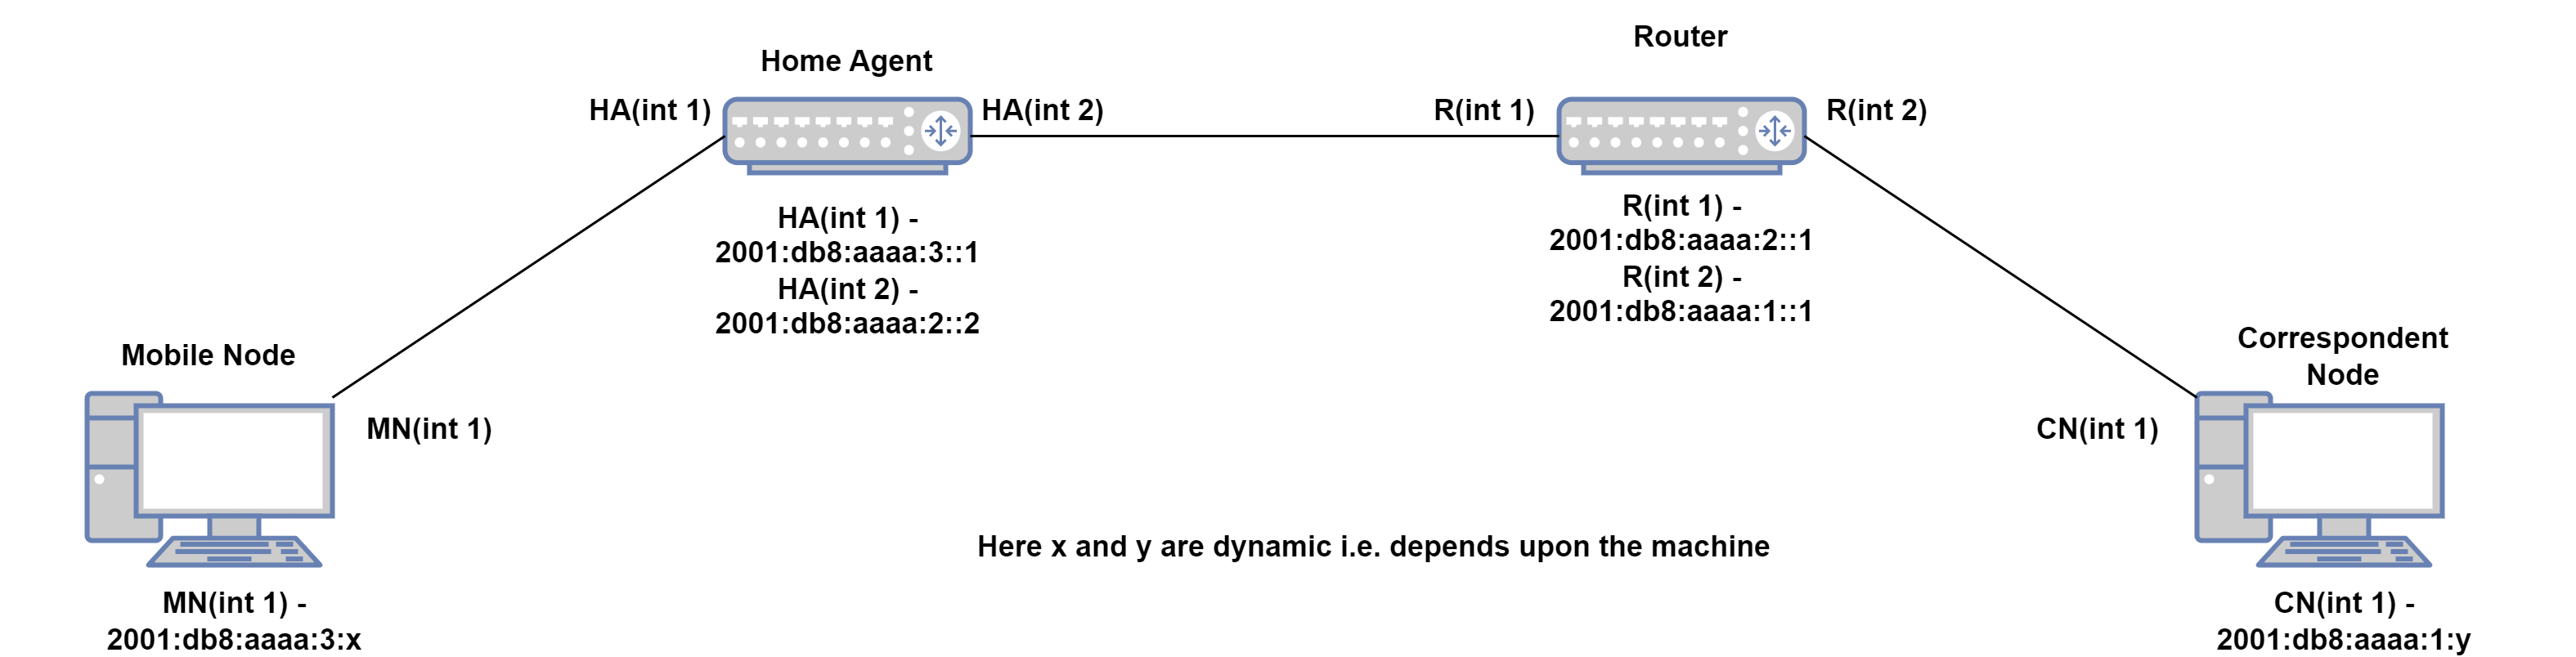 Router
Home Agent
HA(int 1)
HA(int 2)
R(int 1)
R(int 2)
HA(int 1) -
2001:db8:aaaa:3::1
HA(int 2) -
2001:db8:aaaa:2::2
R(int 1) -
2001:db8:aaaa:2::1
R(int 2) -
2001:db8:aaaa:1::1
Mobile Node
MN(int 1)
Correspondent
Node
CN(int 1)
Here x and y are dynamic i.e. depends upon the machine
MN(int 1) -
2001:db8:aaaa:3:x
CN(int 1) -
2001:db8:aaaa:1:y